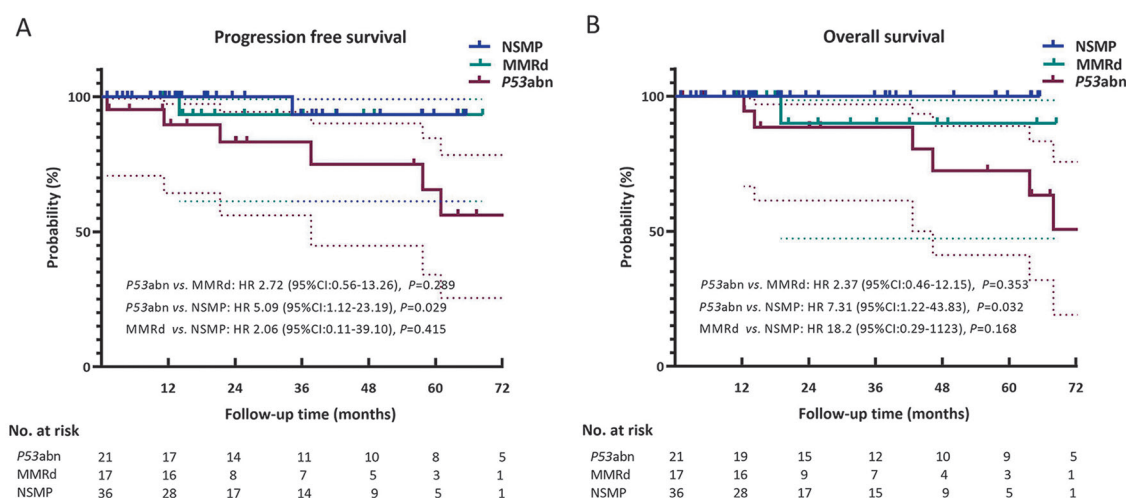 A
Progression free survival
NSMP
MMRd
P53abn
100
50
0
Probability (%)
P53abn vs. MMRd: HR 2.72 (95%CI:0.56-13.26), P=0.289
P53abn vs. NSMP: HR 5.09 (95%CI:1.12-23.19), P=0.029
MMRd vs. NSMP: HR 2.06 (95%CI:0.11-39.10), P=0.415
12 24 36 48 60 72
Follow-up time (months)
No. at risk
P53abn 21 17 14 11 10 8 5
MMRd 17 16 8 7 5 3 1
NSMP 36 28 17 14 9 5 1
B
Overall survival
NSMP
MMRd
P53abn
100
50
0
Probability (%)
P53abn vs. MMRd: HR 2.37 (95%CI:0.46-12.15), P=0.353
P53abn vs. NSMP: HR 7.31 (95%CI:1.22-43.83), P=0.032
MMRd vs. NSMP: HR 18.2 (95%CI:0.29-1123), P=0.168
12 24 36 48 60 72
Follow-up time (months)
No. at risk
P53abn 21 19 15 12 10 9 5
MMRd 17 16 9 7 4 3 1
NSMP 36 28 17 15 9 5 1